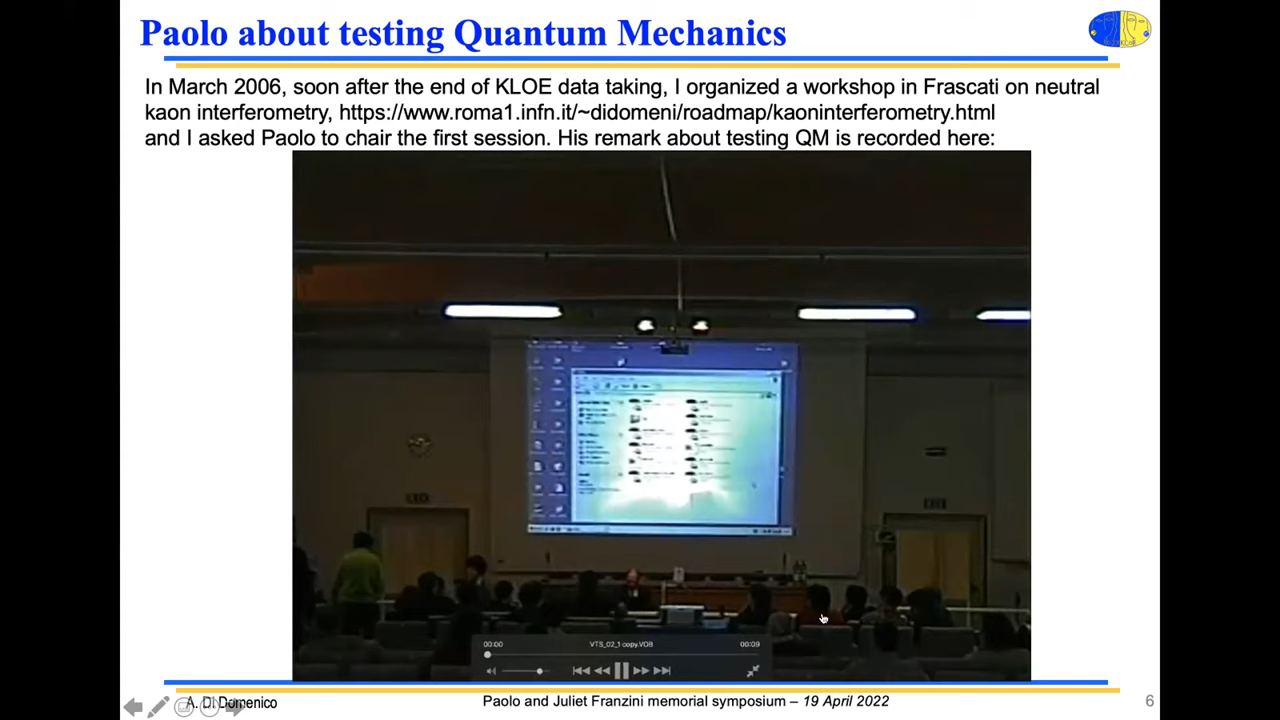 Paolo about testing Quantum Mechanics
In March 2006, soon after the end of KLOE data taking, I organized a workshop in Frascati on neutral
kaon interferometry, https://www.roma1.infn.it/~didomeni/roadmap/kaoninterferometry.html
and I asked Paolo to chair the first session. His remark about testing QM is recorded here:
00:00 VTS_02_1 copy.VOB 00:09
A. Di Domenico Paolo and Juliet Franzini memorial symposium – 19 April 2022 6